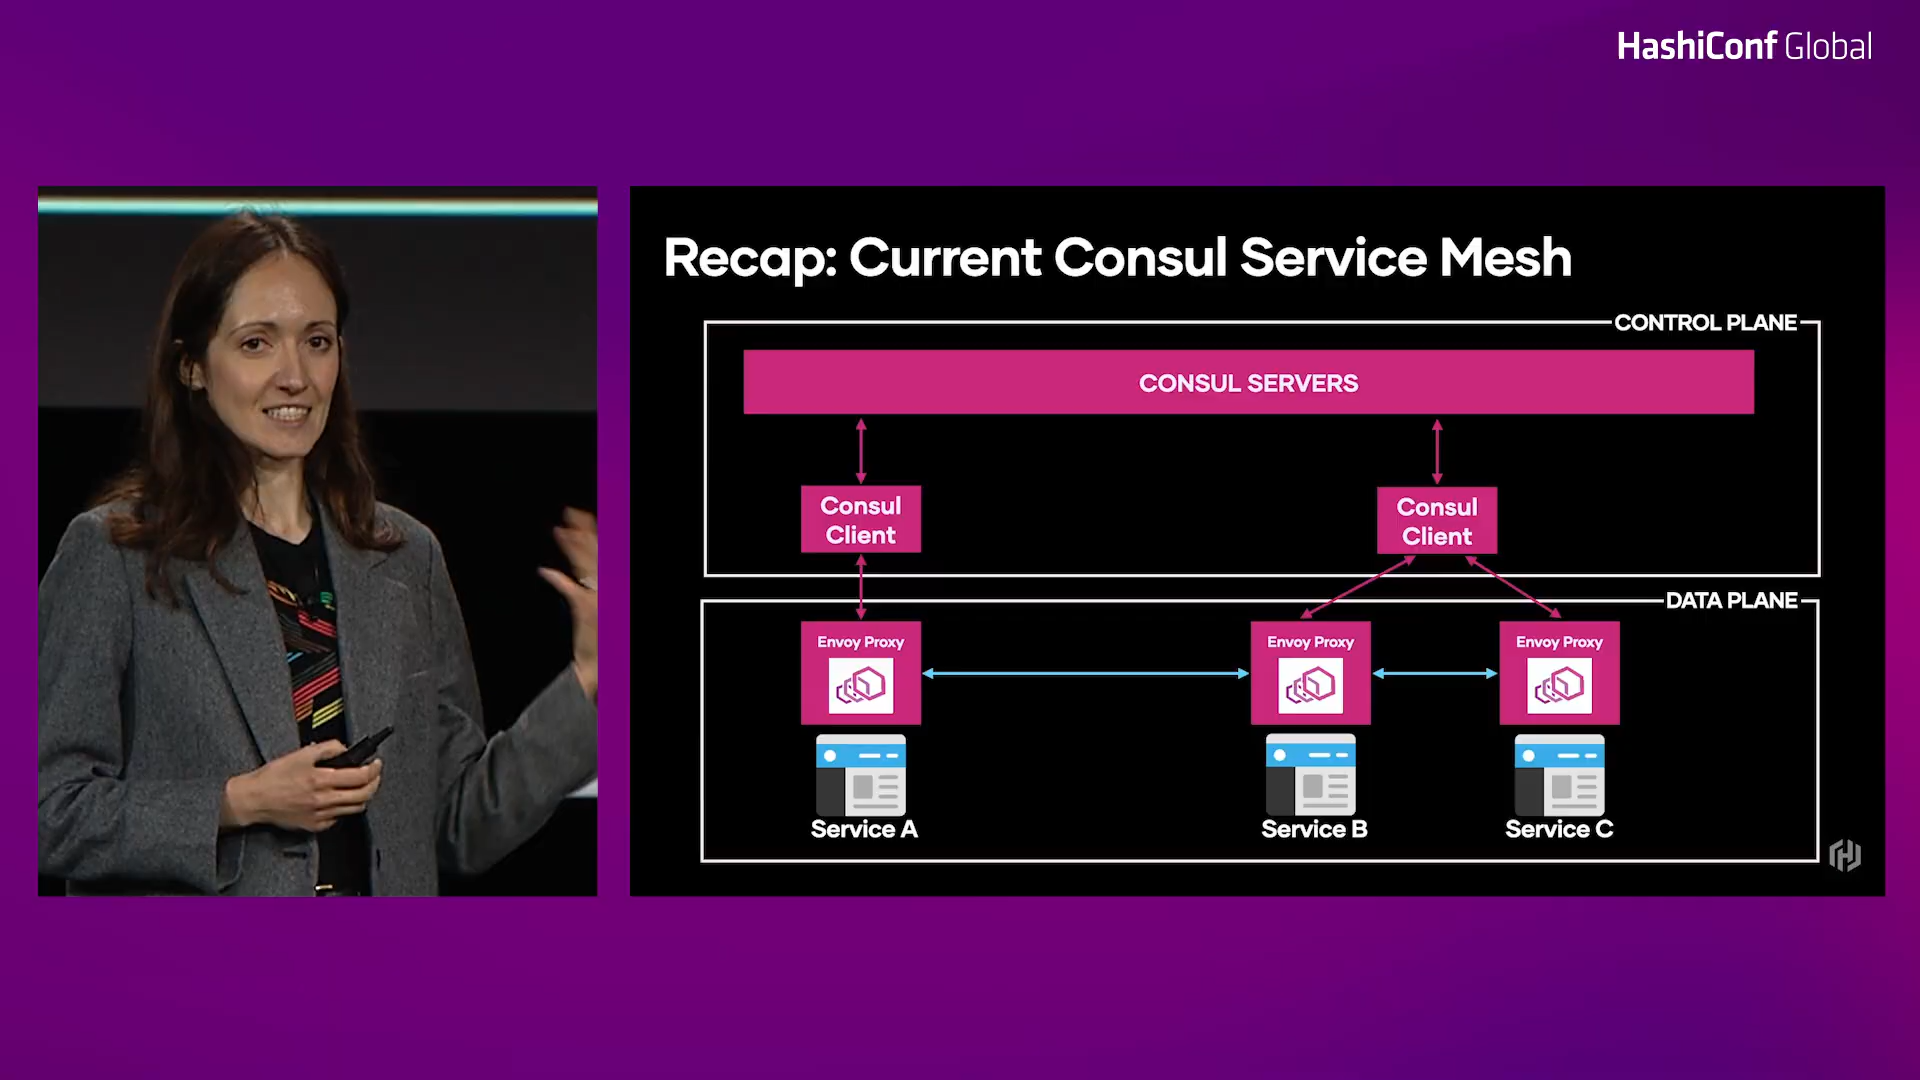 HashiConf Global
Recap: Current Consul Service Mesh
CONTROL PLANE
CONSUL SERVERS
Consul
Client
Consul
Client
DATA PLANE
Envoy Proxy
Envoy Proxy
Envoy Proxy
Service A
Service B
Service C